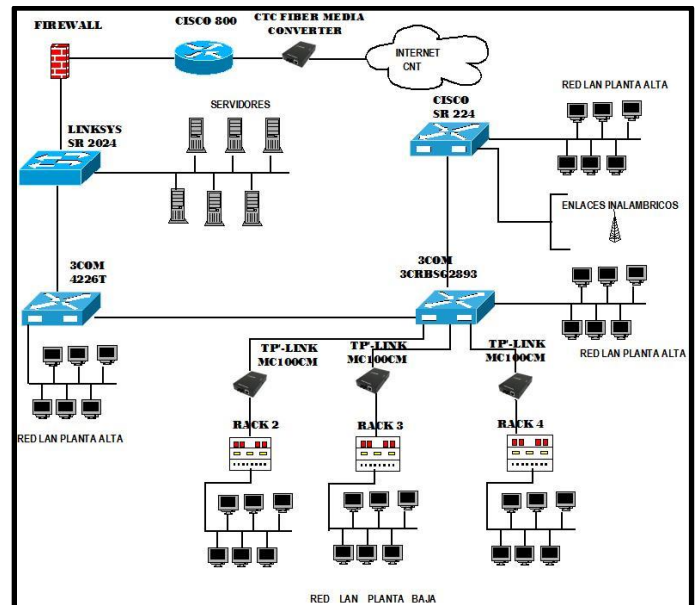 FIREWALL
CISCO 800
CTC FIBER MEDIA
CONVERTER
INTERNET
CNT
SERVIDORES
CISCO
SR 224
RED LAN PLANTA ALTA
LINKSYS
SR 2024
ENLACES INALAMBRICOS
3COM
4226T
3COM
3CRBSG2893
TP'-LINK
MC100CM
TP'-LINK
MC100CM
TP'-LINK
MC100CM
RED LAN PLANTA ALTA
RED LAN PLANTA ALTA
RACK 2
RACK 3
RACK 4
RED LAN PLANTA BAJA